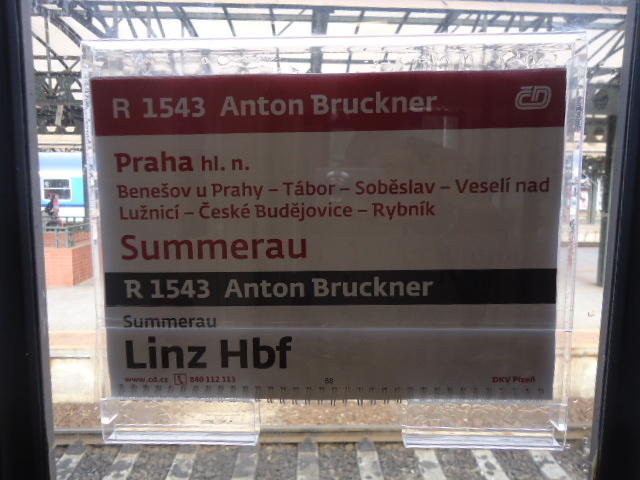 R 1543 Anton Bruckner ČD
Praha hl. n.
Benešov u Prahy – Tábor – Soběslav – Veselí nad
Lužnicí – České Budějovice – Rybník
Summerau
R 1543 Anton Bruckner
Summerau
Linz Hbf
www.cd.cz 840 112 113 88 DKV Plzeň